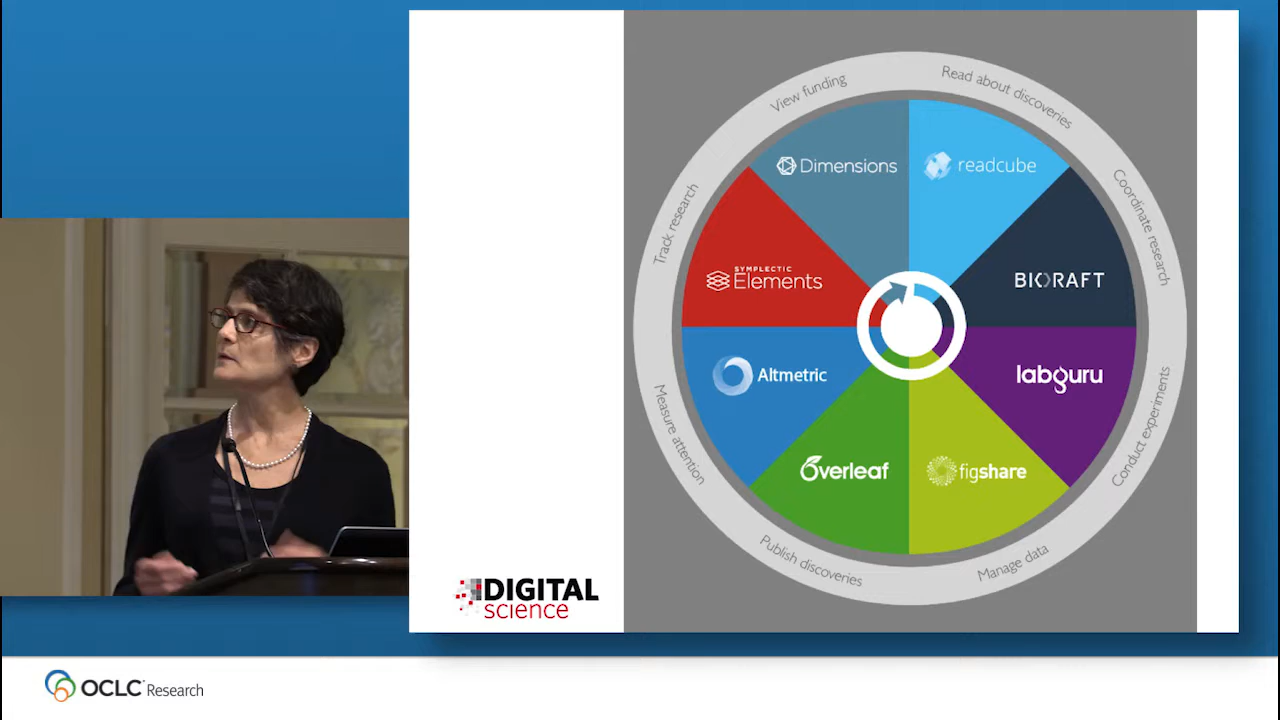 View funding
Read about discoveries
Coordinate research
Conduct experiments
Manage data
Publish discoveries
Measure attention
Track research
Dimensions
readcube
SYMPLECTIC
Elements
BIORAFT
Altmetric
labguru
Overleaf
figshare
DIGITAL
science
OCLC Research